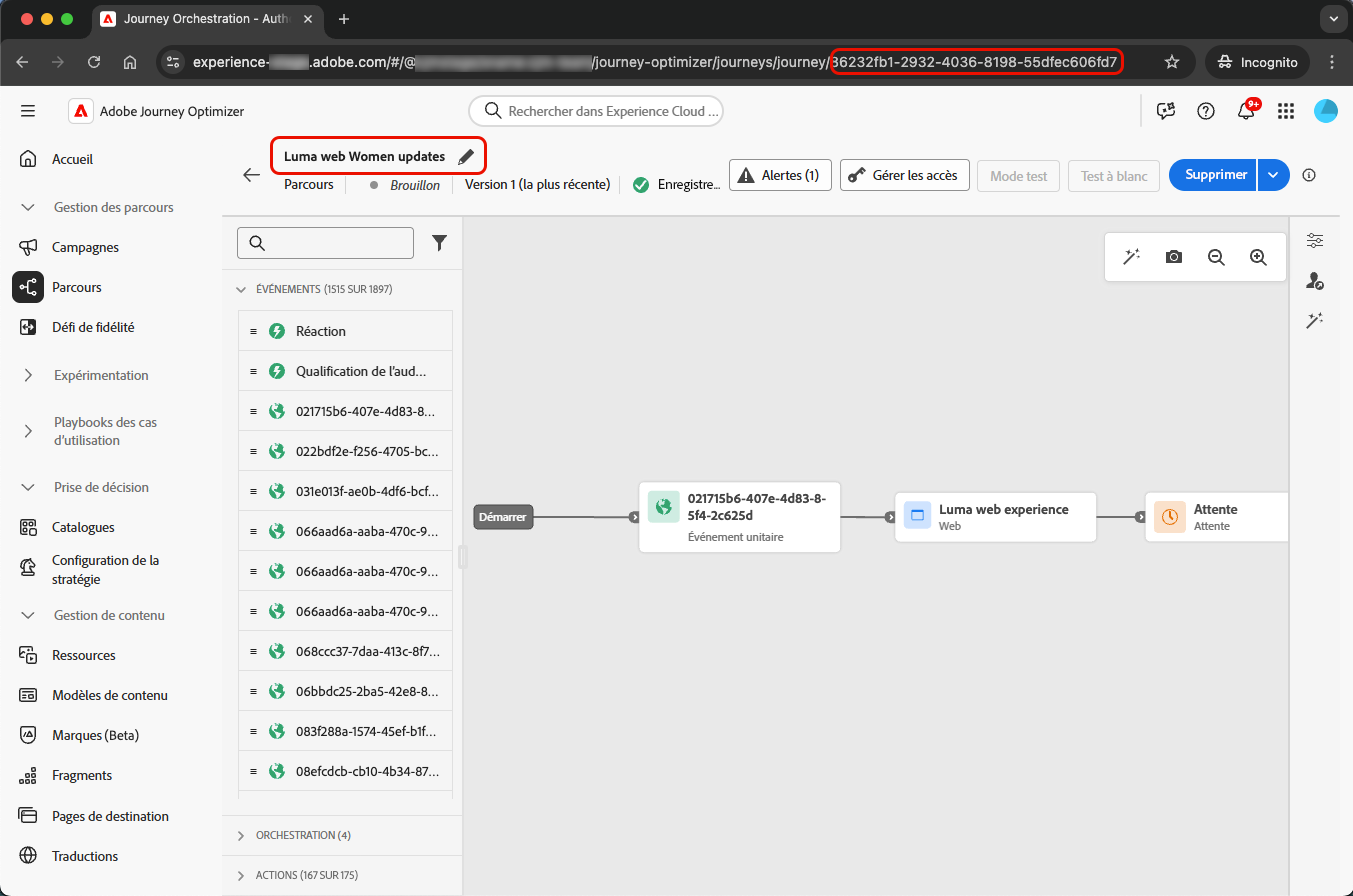 Journey Orchestration - Auth
experience-
.adobe.com/#/@
/journey-optimizer/journeys/journey/86232fb1-2932-4036-8198-55dfec606fd7
Incognito
Adobe Journey Optimizer
Rechercher dans Experience Cloud ...
9+
Luma web Women updates
Parcours
Brouillon
Version 1 (la plus récente)
Enregistre...
Alertes (1)
Gérer les accès
Mode test
Test à blanc
Supprimer
Accueil
Gestion des parcours
Campagnes
Parcours
Défi de fidélité
Expérimentation
Playbooks des cas
d'utilisation
Prise de décision
Catalogues
Configuration de la
stratégie
Gestion de contenu
Ressources
Modèles de contenu
Marques (Beta)
Fragments
Pages de destination
Traductions
ÉVÉNEMENTS (1515 SUR 1897)
Réaction
Qualification de l'aud...
021715b6-407e-4d83-8...
022bdf2e-f256-4705-bc...
031e013f-ae0b-4df6-bcf...
066aad6a-aaba-470c-9...
066aad6a-aaba-470c-9...
066aad6a-aaba-470c-9...
068ccc37-7daa-413c-8f7...
06bbdc25-2ba5-42e8-8...
083f288a-1574-45ef-b1f...
08efcdcb-cb10-4b34-87...
ORCHESTRATION (4)
ACTIONS (167 SUR 175)
Démarrer
021715b6-407e-4d83-8-
5f4-2c625d
Événement unitaire
Luma web experience
Web
Attente
Attente